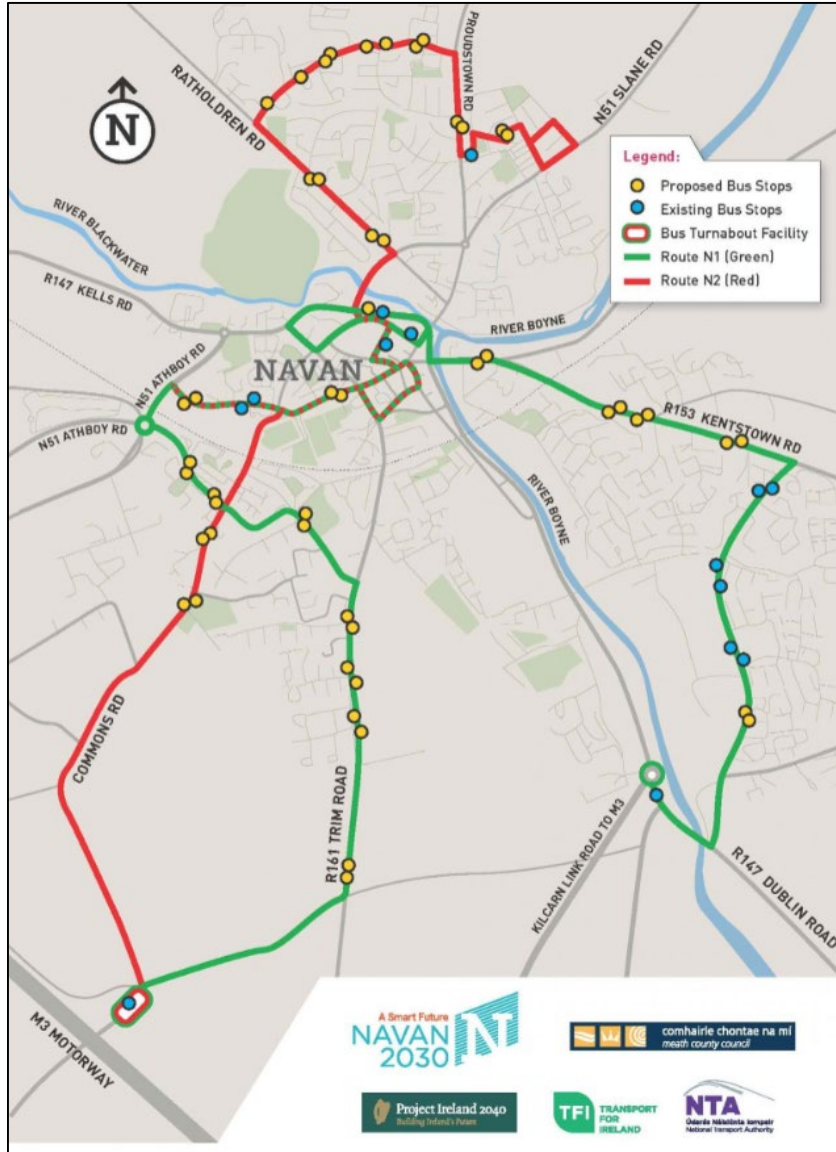 PROUDSTOWN RD
N51 SLANE RD
RATHOLDREN RD
N
Legend:
Proposed Bus Stops
Existing Bus Stops
Bus Turnabout Facility
Route N1 (Green)
Route N2 (Red)
RIVER BLACKWATER
R147 KELLS RD
RIVER BOYNE
N51 ATHBOY RD
NAVAN
N51 ATHBOY RD
R153 KENTSTOWN RD
RIVER BOYNE
COMMONS RD
R161 TRIM ROAD
KILCARN LINK ROAD TO M3
R147 DUBLIN ROAD
M3 MOTORWAY
A Smart Future
NAVAN
2030
N
comhairle chontae na mí
meath county council
Project Ireland 2040
Building Ireland's Future
TFI
TRANSPORT
FOR
IRELAND
NTA
Údarás Náisiúnta Iompair
National Transport Authority